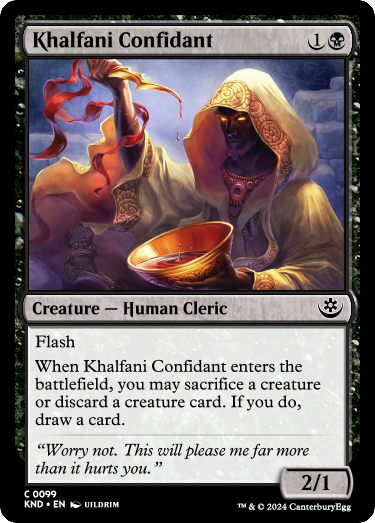 Khalfani Confidant 1
Creature — Human Cleric
Flash
When Khalfani Confidant enters the
battlefield, you may sacrifice a creature
or discard a creature card. If you do,
draw a card.
“Worry not. This will please me far more
than it hurts you.”
2/1
C 0099
KND • EN UILDRIM
™ & © 2024 CanterburyEgg